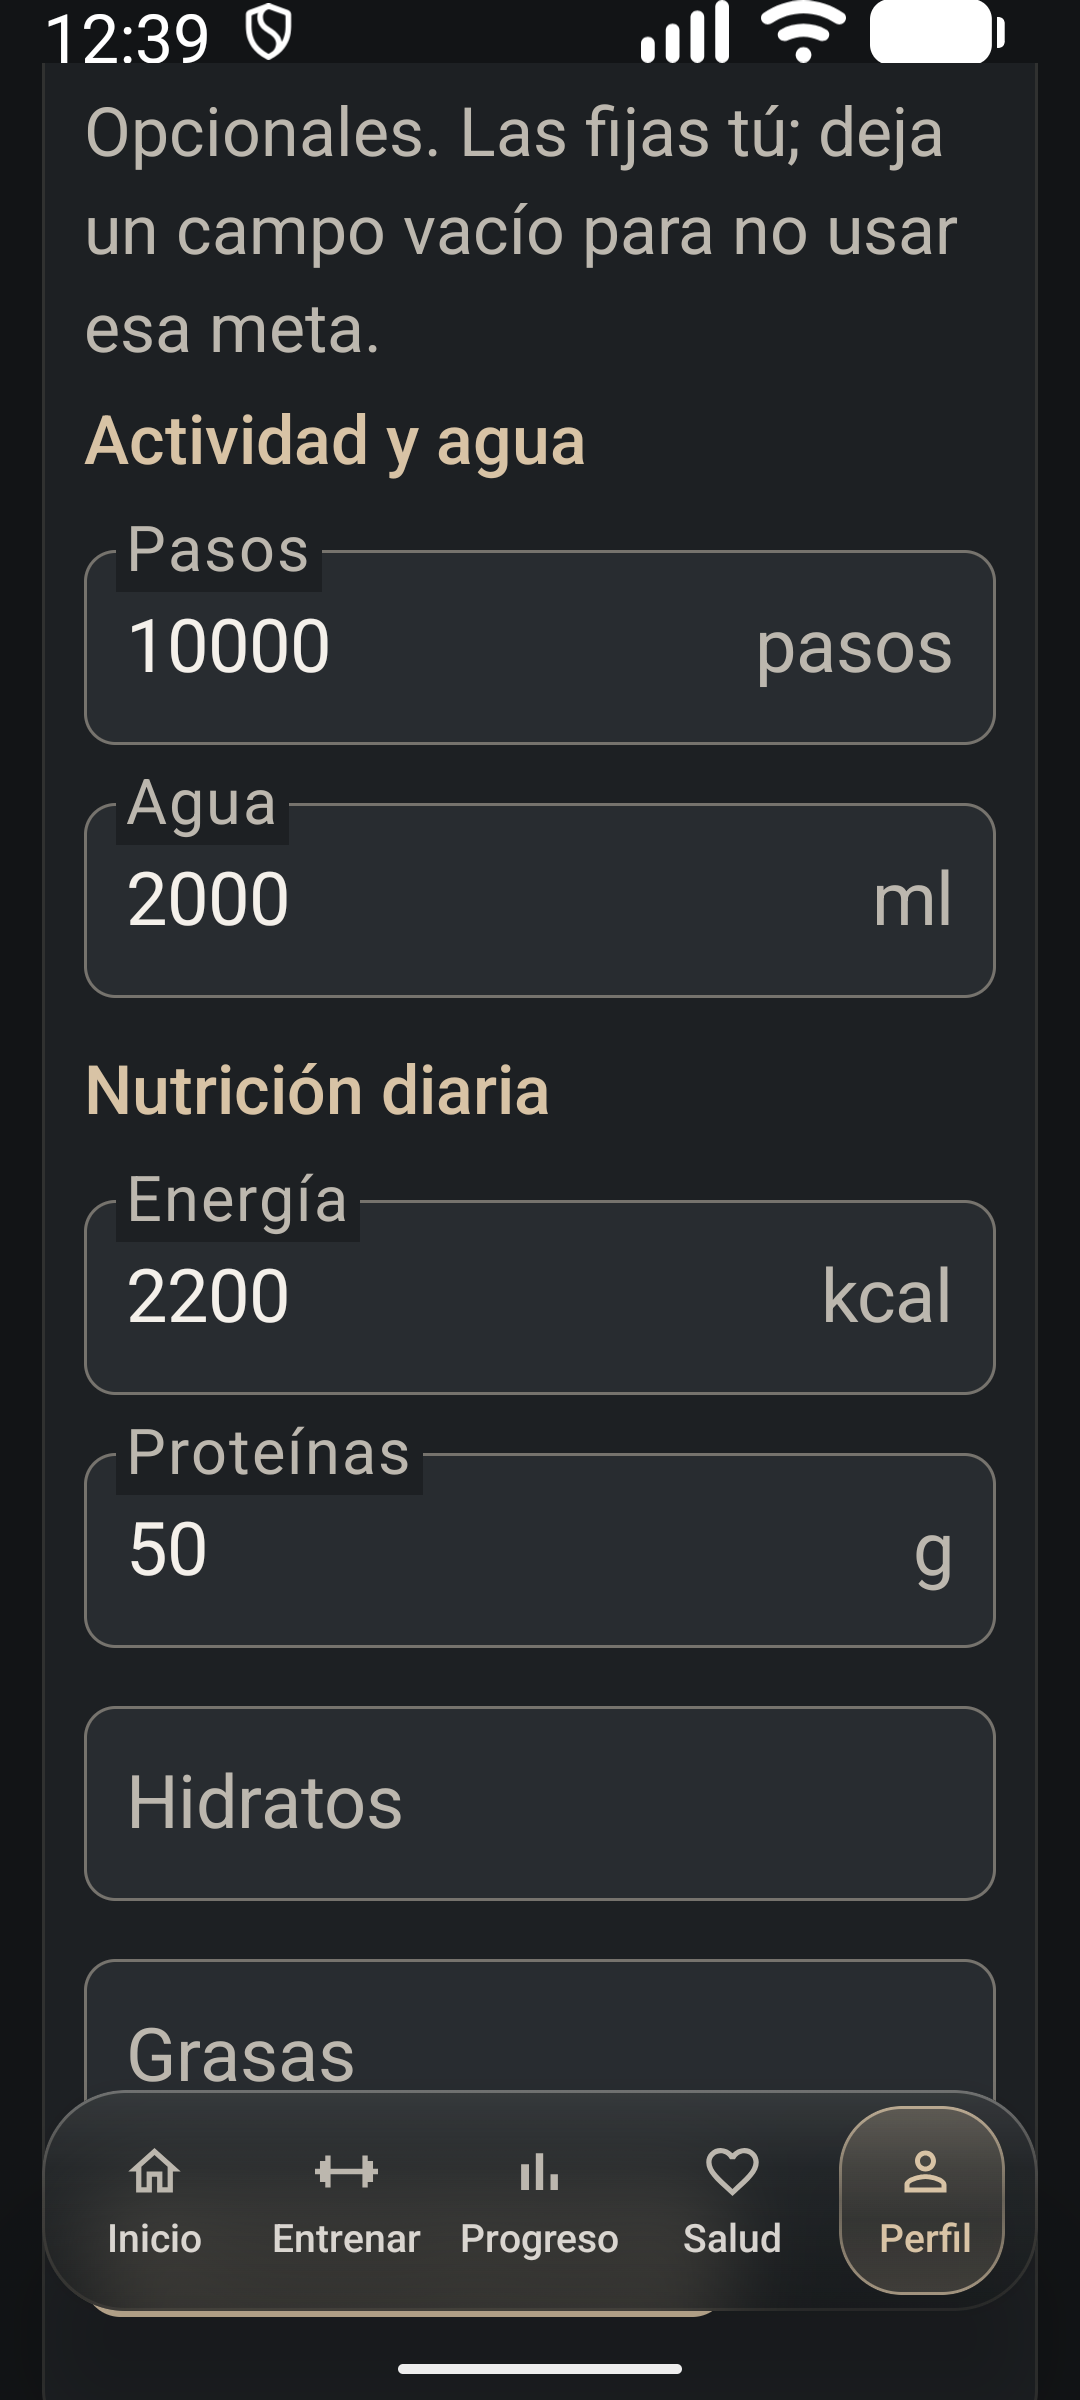 12:39
Opcionales. Las fijas tú; deja
un campo vacío para no usar
esa meta.
Actividad y agua
Pasos
10000 pasos
Agua
2000 ml
Nutrición diaria
Energía
2200 kcal
Proteínas
50 g
Hidratos
Grasas
Inicio Entrenar Progreso Salud Perfil